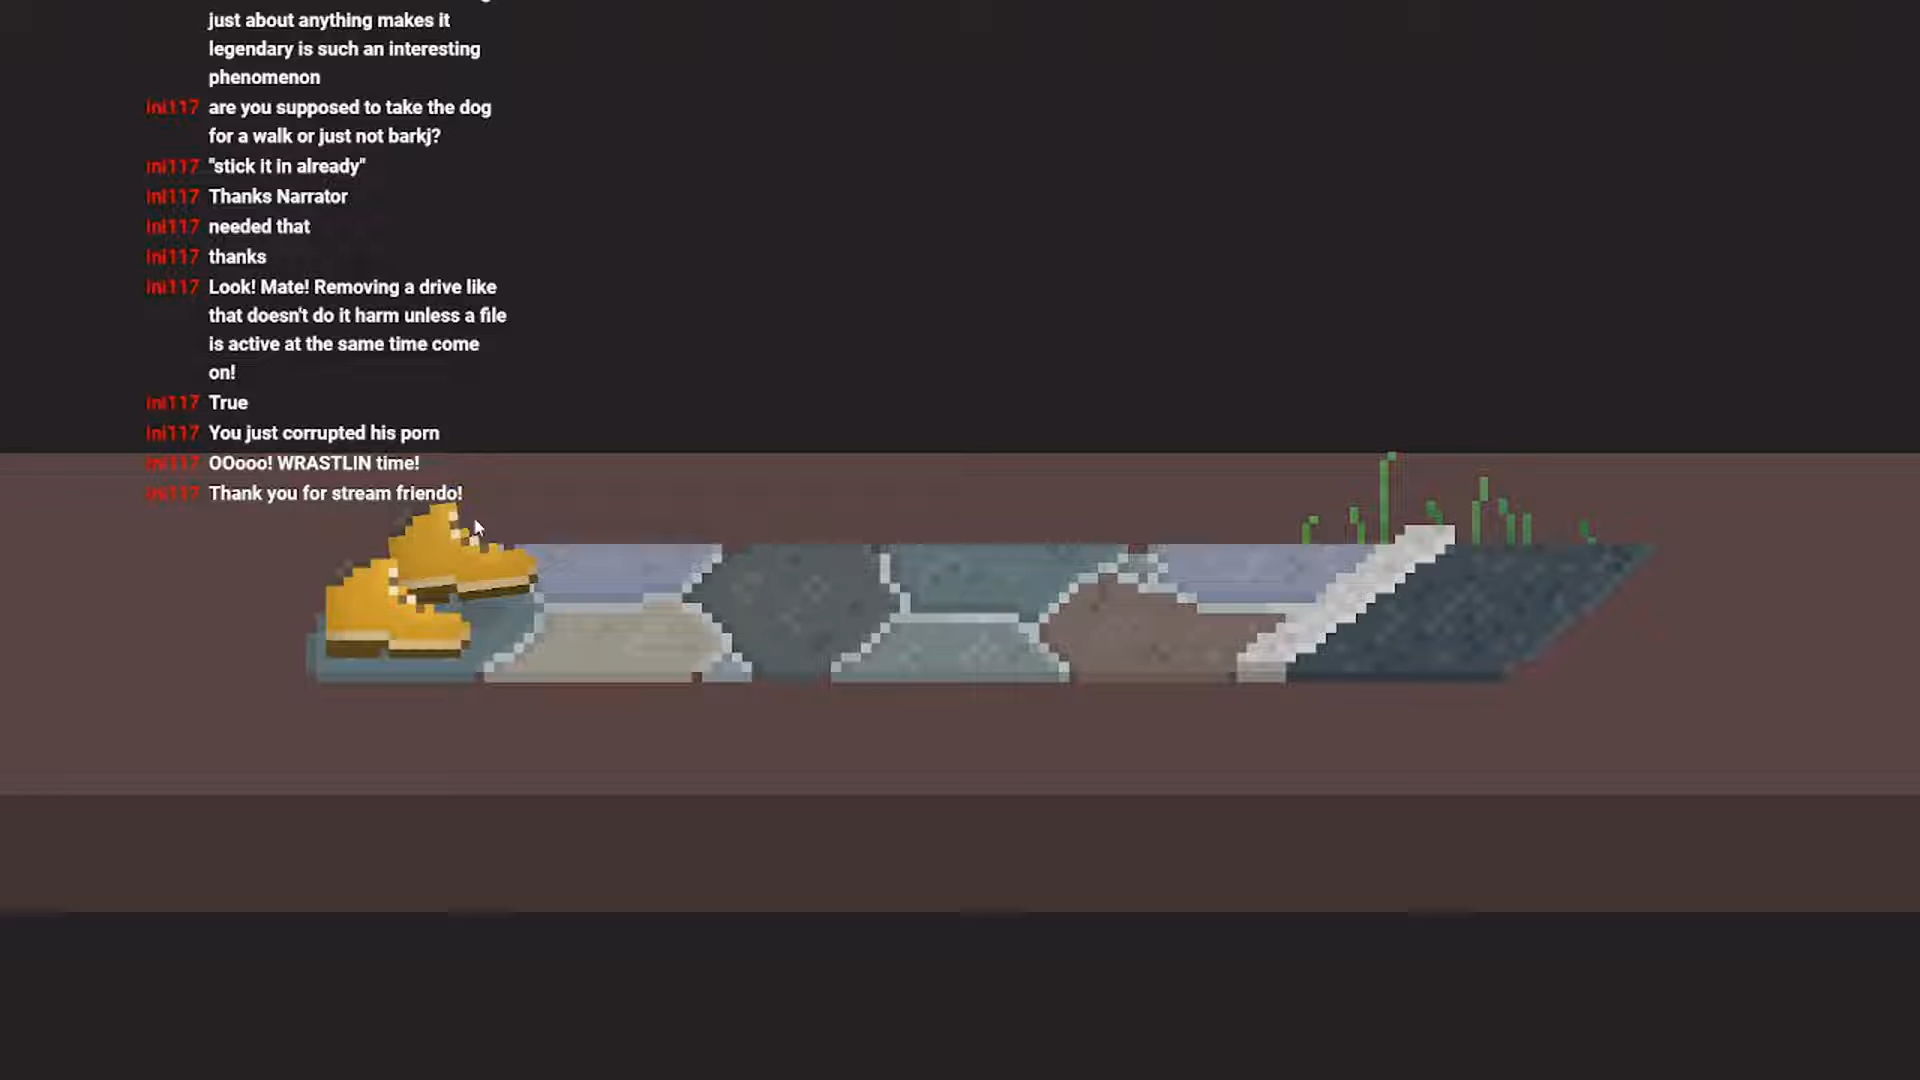 just about anything makes it
legendary is such an interesting
phenomenon
ini117 are you supposed to take the dog
for a walk or just not barkj?
ini117 "stick it in already"
ini117 Thanks Narrator
ini117 needed that
ini117 thanks
ini117 Look! Mate! Removing a drive like
that doesn't do it harm unless a file
is active at the same time come
on!
ini117 True
ini117 You just corrupted his porn
ini117 OOooo! WRASTLIN time!
ini117 Thank you for stream friendo!